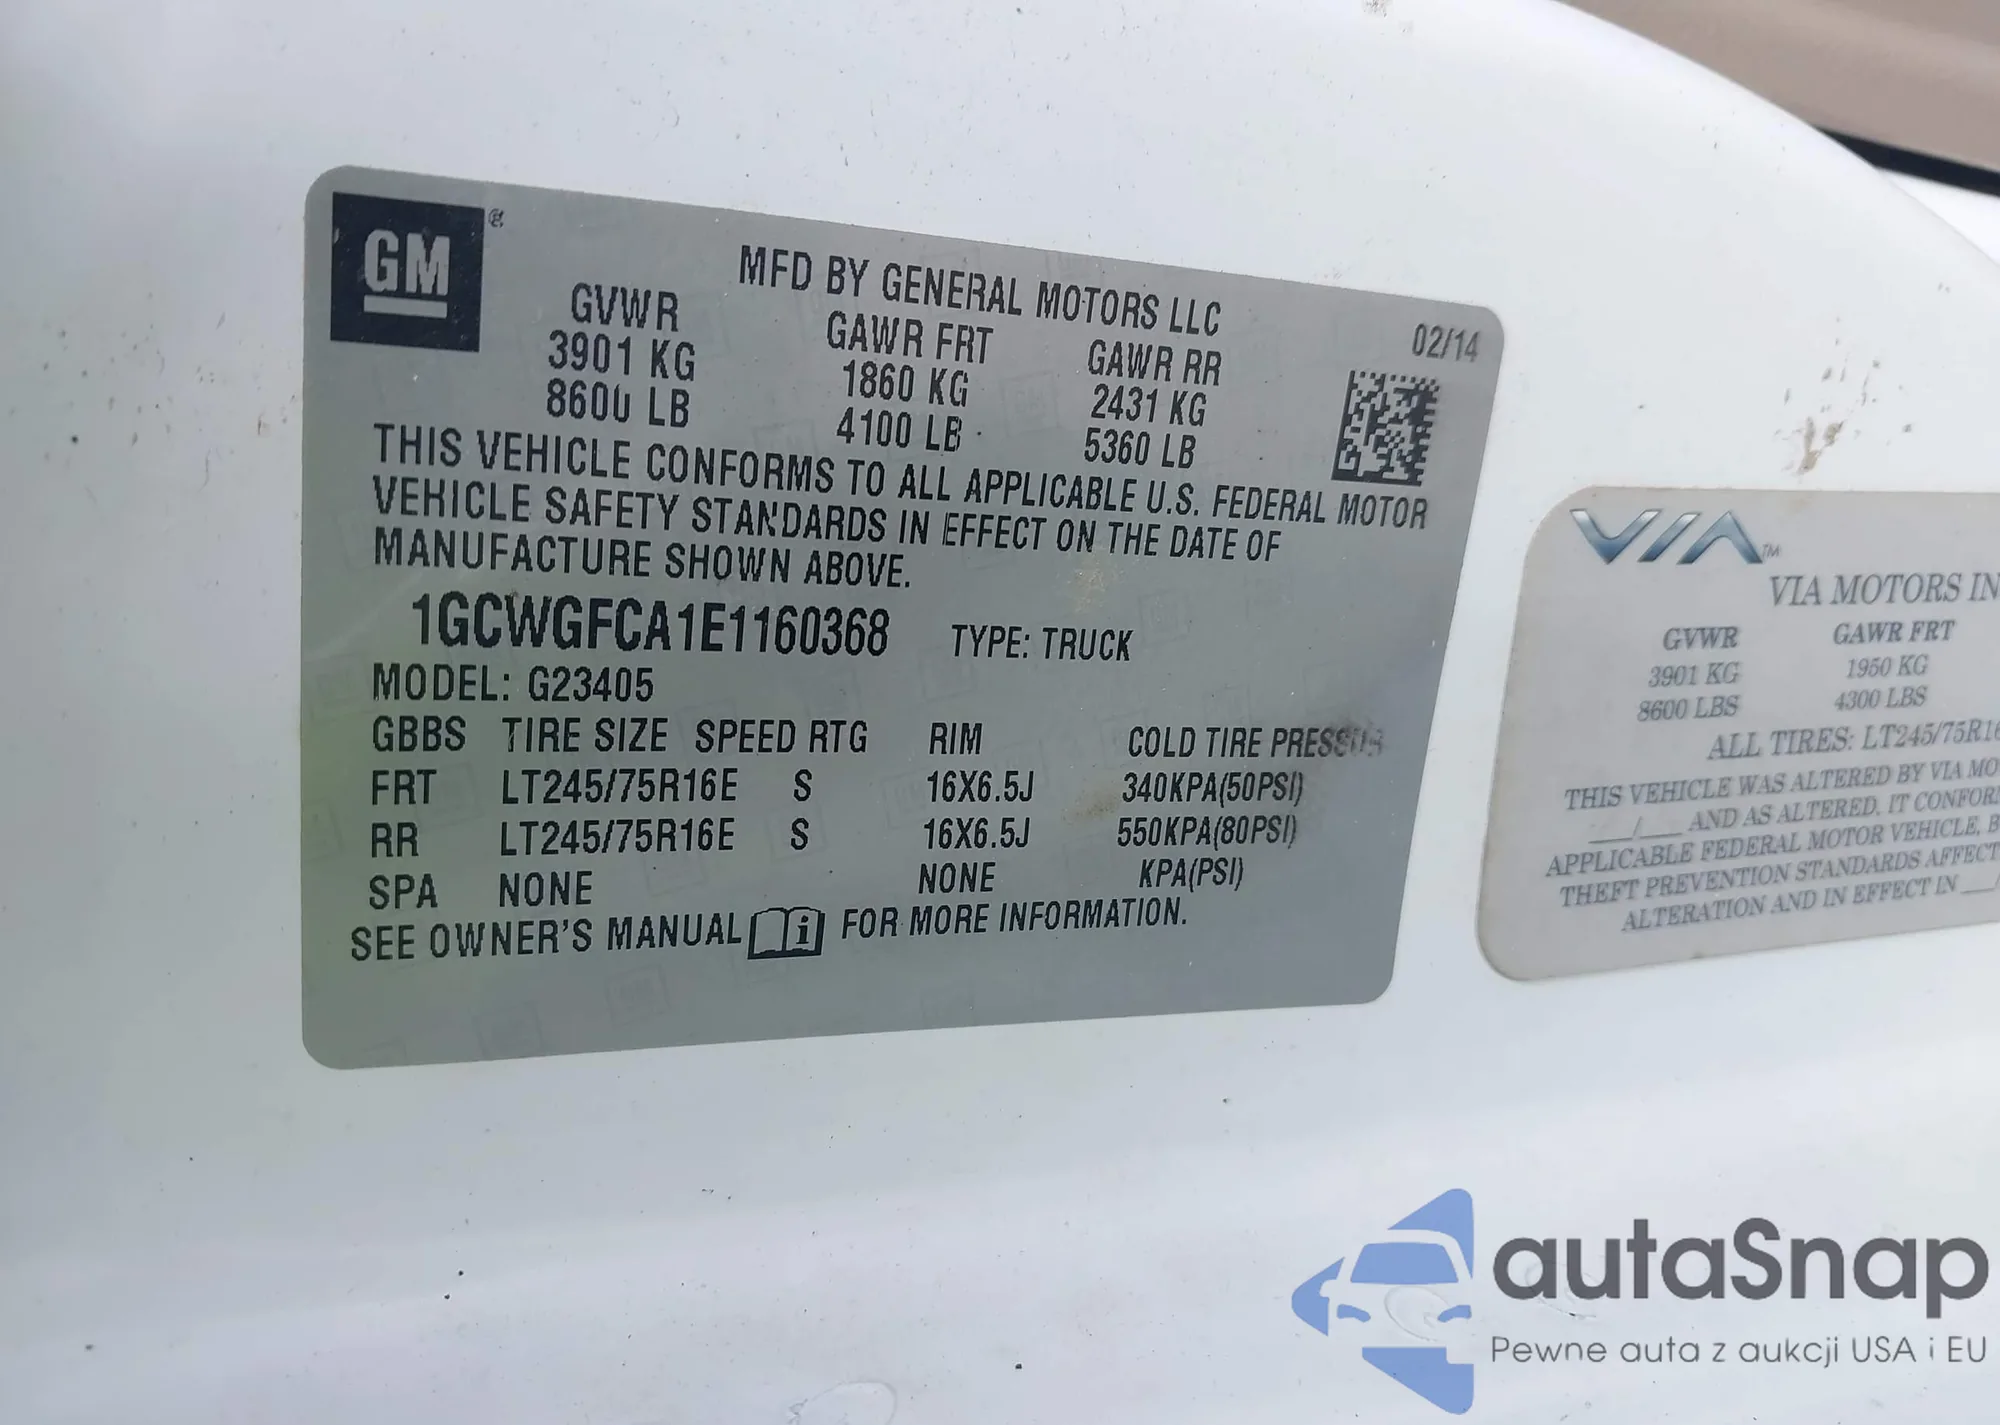 GM
MFD BY GENERAL MOTORS LLC
02/14
GVWR GAWR FRT GAWR RR
3901 KG 1860 KG 2431 KG
8600 LB 4100 LB 5360 LB
THIS VEHICLE CONFORMS TO ALL APPLICABLE U.S. FEDERAL MOTOR
VEHICLE SAFETY STANDARDS IN EFFECT ON THE DATE OF
MANUFACTURE SHOWN ABOVE.
1GCWGFCA1E1160368 TYPE: TRUCK
MODEL: G23405
GBBS TIRE SIZE SPEED RTG RIM COLD TIRE
FRT LT245/75R16E S 16X6.5J 340KPA(50PSI)
RR LT245/75R16E S 16X6.5J 550KPA(80PSI)
SPA NONE NONE KPA(PSI)
SEE OWNER'S MANUAL i FOR MORE INFORMATION.
VIA™
VIA MOTORS
GVWR GAWR FRT
3901 KG 1950 KG
8600 LBS 4300 LBS
ALL TIRES: LT245/75R16
THIS VEHICLE WAS ALTERED BY VIA
___/___ AND AS ALTERED, IT
APPLICABLE FEDERAL MOTOR VEHICLE,
THEFT PREVENTION STANDARDS
ALTERATION AND IN EFFECT IN ___/
autaSnap
Pewne auta z aukcji USA i EU